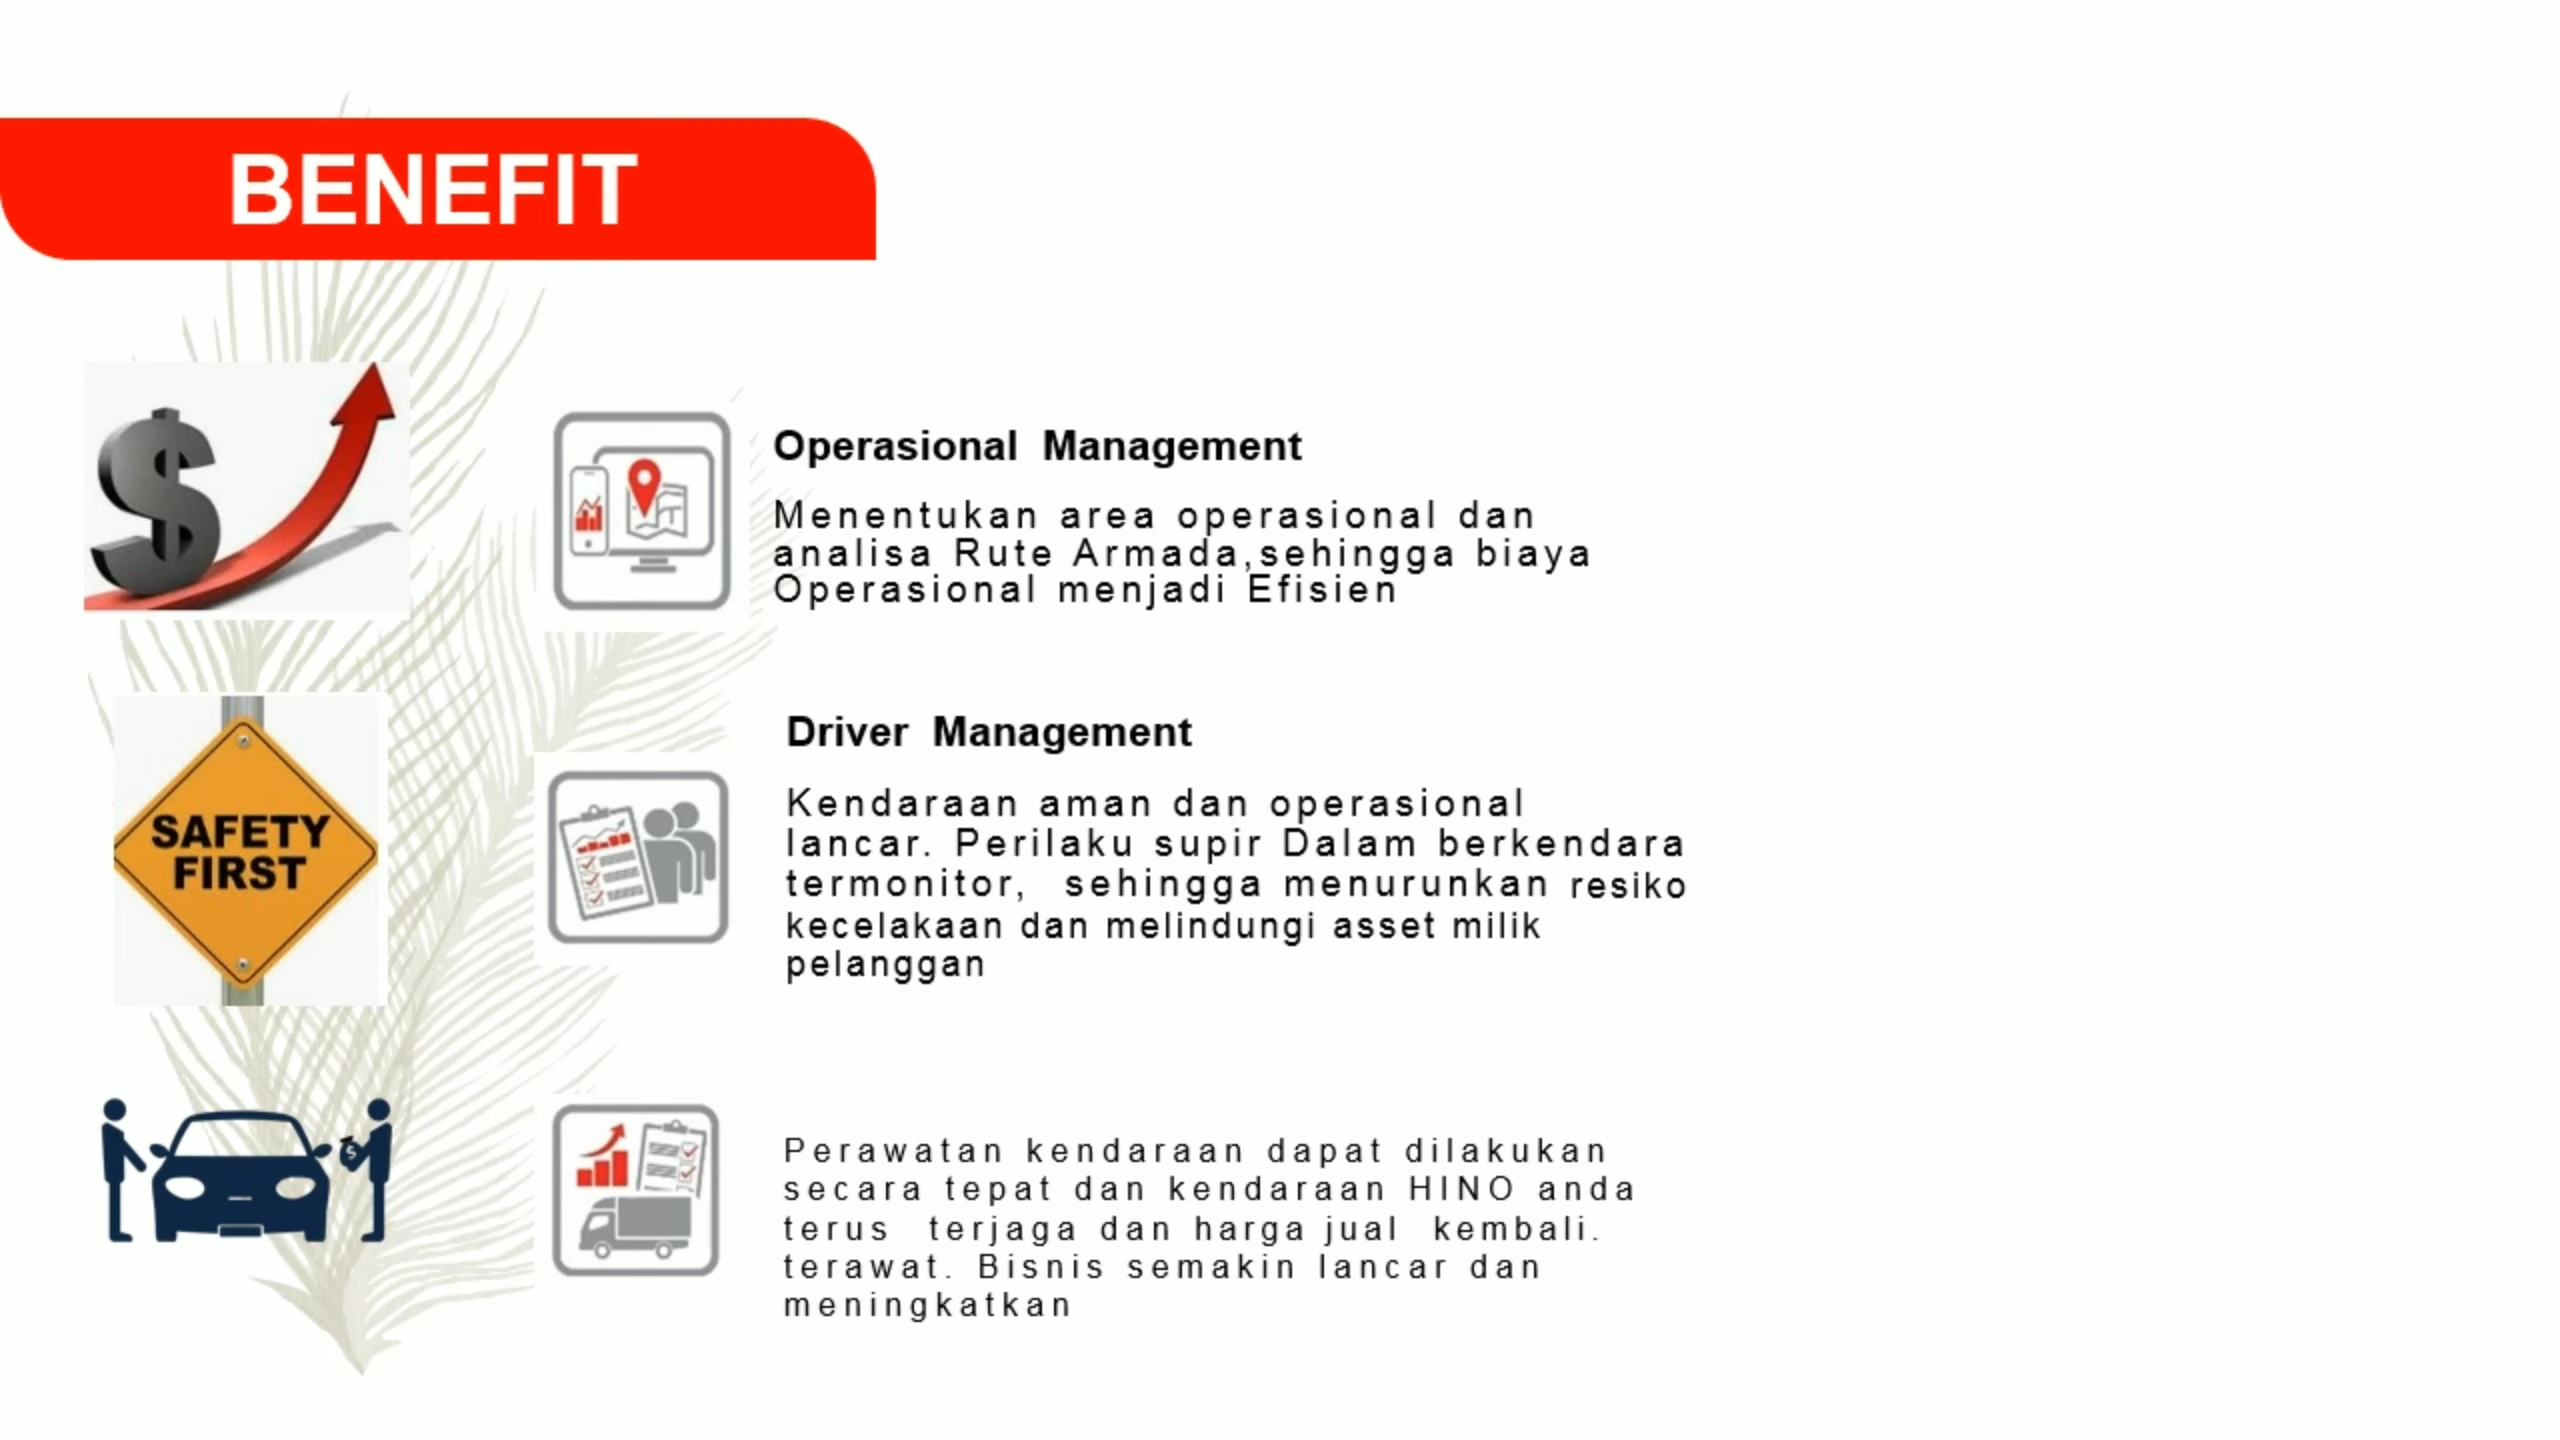 BENEFIT
Operasional Management
Menentukan area operasional dan
analisa Rute Armada,sehingga biaya
Operasional menjadi Efisien
SAFETY
FIRST
Driver Management
Kendaraan aman dan operasional
lancar. Perilaku supir Dalam berkendara
termonitor, sehingga menurunkan resiko
kecelakaan dan melindungi asset milik
pelanggan
Perawatan kendaraan dapat dilakukan
secara tepat dan kendaraan HINO anda
terus terjaga dan harga jual kembali.
terawat. Bisnis semakin lancar dan
meningkatkan